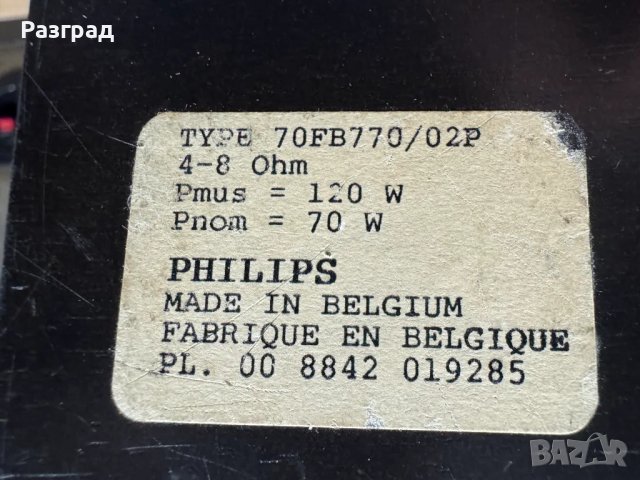 Разград
TYPE 70FB770/02P
4-8 Ohm
Pmus = 120 W
Pnom = 70 W
PHILIPS
MADE IN BELGIUM
FABRIQUE EN BELGIQUE
PL. 00 8842 019285
BAZAR